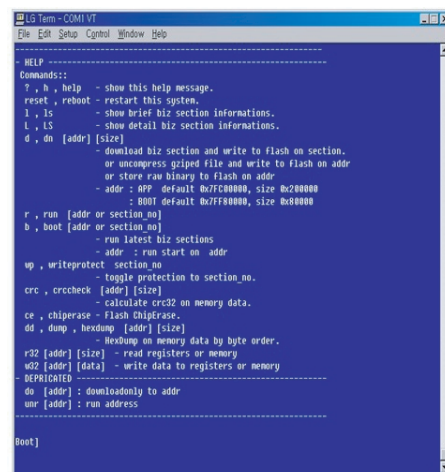 LG Term - COM1 VT
File Edit Setup Control Window Help
------------------------------------------------------------
- HELP -----------------------------------------------------
Commands::
? , h , help - show this help message.
reset , reboot - restart this system.
l , ls - show brief biz section informations.
L , LS - show detail biz section informations.
d , dn [addr] [size]
- download biz section and write to flash on section.
or uncompress gziped file and write to flash on addr
or store raw binary to flash on addr
- addr : APP default 0x7FC00000, size 0x200000
: BOOT default 0x7FF80000, size 0x80000
r , run [addr or section_no]
b , boot [addr or section_no]
- run latest biz sections
- addr : run start on addr
wp , writeprotect section_no
- toggle protection to section_no.
crc , crccheck [addr] [size]
- calculate crc32 on memory data.
ce , chiperase - Flash ChipErase.
dd , dump , hexdump [addr] [size]
- HexDump on memory data by byte order.
r32 [addr] [size] - read registers or memory
w32 [addr] [data] - write data to registers or memory
- DEPRICATED -----------------------------------------------
do [addr] : downloadonly to addr
unr [addr] : run address
------------------------------------------------------------
Boot]